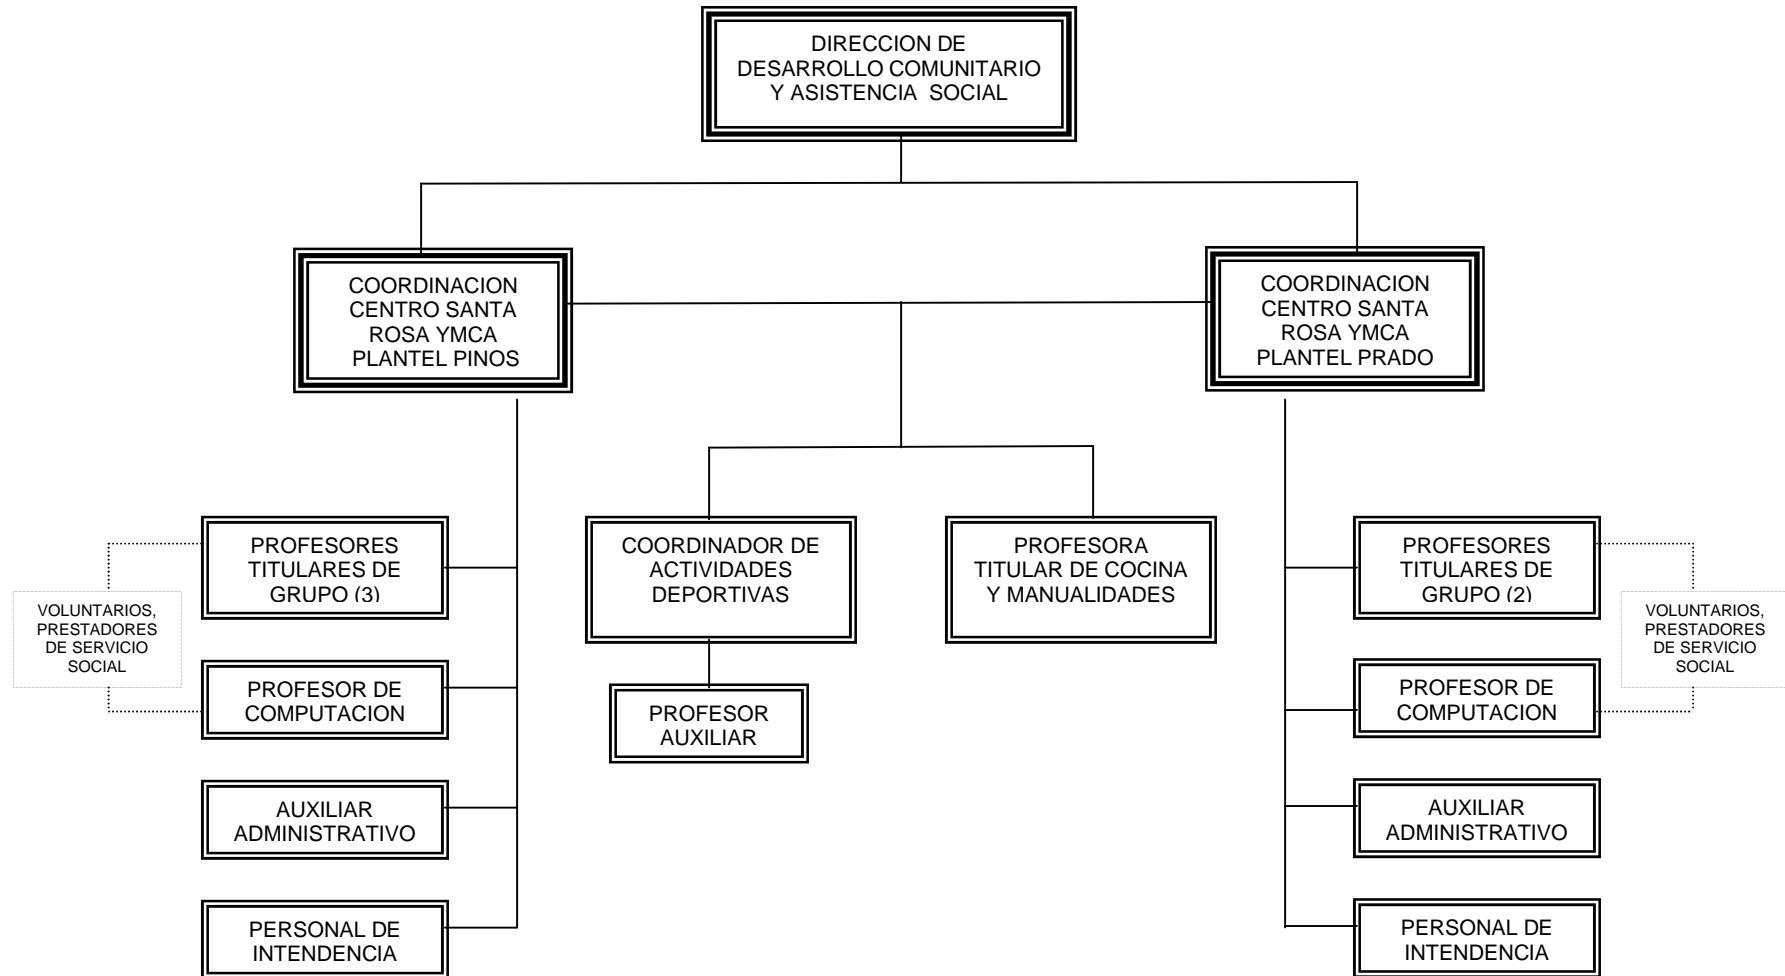 DIRECCION DE
DESARROLLO COMUNITARIO
Y ASISTENCIA SOCIAL
COORDINACION
CENTRO SANTA
ROSA YMCA
PLANTEL PINOS
COORDINACION
CENTRO SANTA
ROSA YMCA
PLANTEL PRADO
PROFESORES
TITULARES DE
GRUPO (3)
COORDINADOR DE
ACTIVIDADES
DEPORTIVAS
PROFESORA
TITULAR DE COCINA
Y MANUALIDADES
PROFESORES
TITULARES DE
GRUPO (2)
VOLUNTARIOS,
PRESTADORES
DE SERVICIO
SOCIAL
VOLUNTARIOS,
PRESTADORES
DE SERVICIO
SOCIAL
PROFESOR DE
COMPUTACION
PROFESOR
AUXILIAR
PROFESOR DE
COMPUTACION
AUXILIAR
ADMINISTRATIVO
AUXILIAR
ADMINISTRATIVO
PERSONAL DE
INTENDENCIA
PERSONAL DE
INTENDENCIA